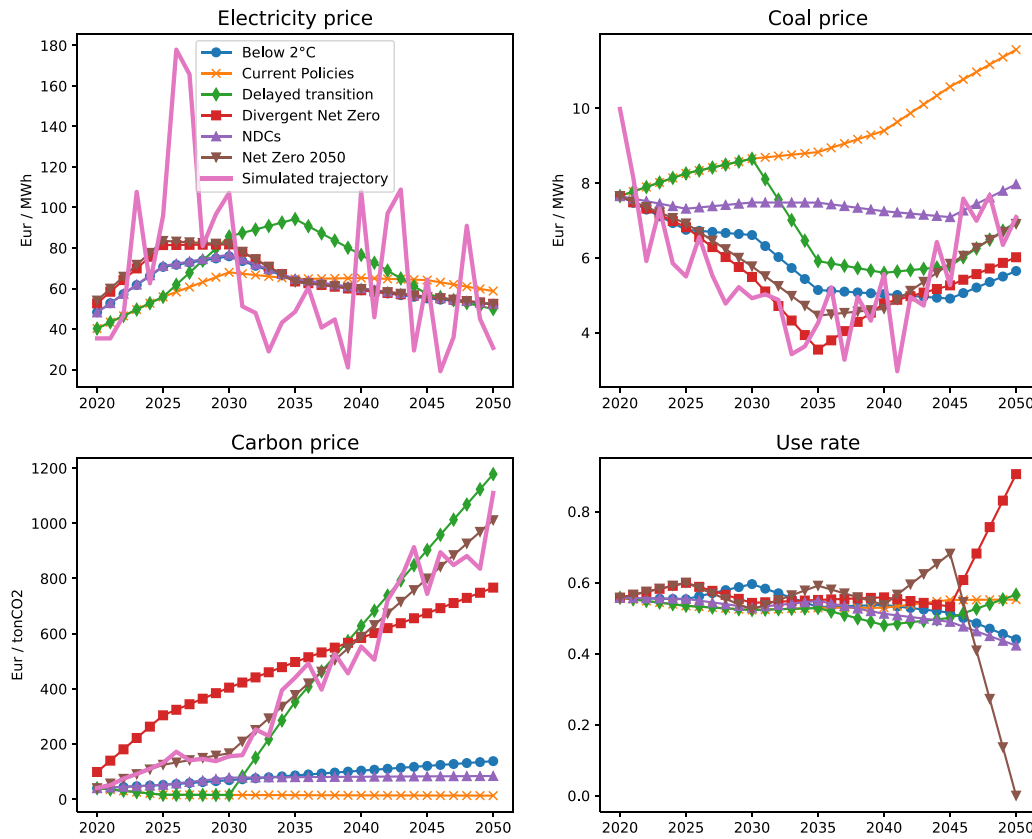 Electricity price
Eur / MWh
180
160
140
120
100
80
60
40
20
2020 2025 2030 2035 2040 2045 2050
Below 2°C
Current Policies
Delayed transition
Divergent Net Zero
NDCs
Net Zero 2050
Simulated trajectory
Coal price
Eur / MWh
10
8
6
4
2020 2025 2030 2035 2040 2045 2050
Carbon price
Eur / tonCO2
1200
1000
800
600
400
200
0
2020 2025 2030 2035 2040 2045 2050
Use rate
0.8
0.6
0.4
0.2
0.0
2020 2025 2030 2035 2040 2045 2050